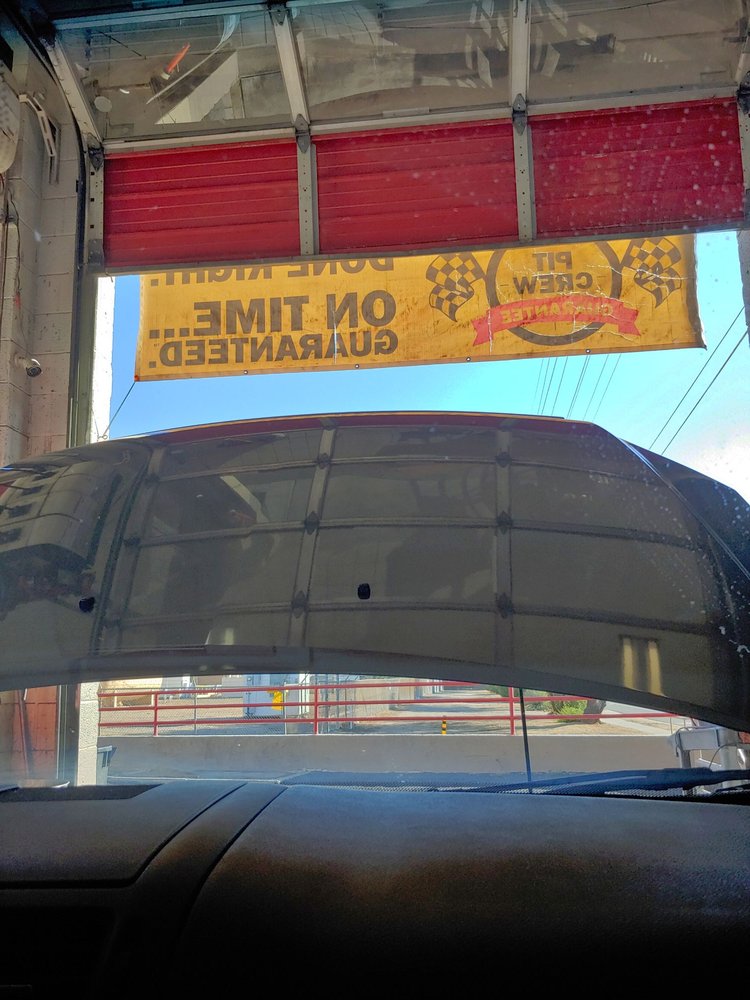 DONE RIGHT.
ON TIME...
GUARANTEED.
PIT
CREW
GUARANTEE